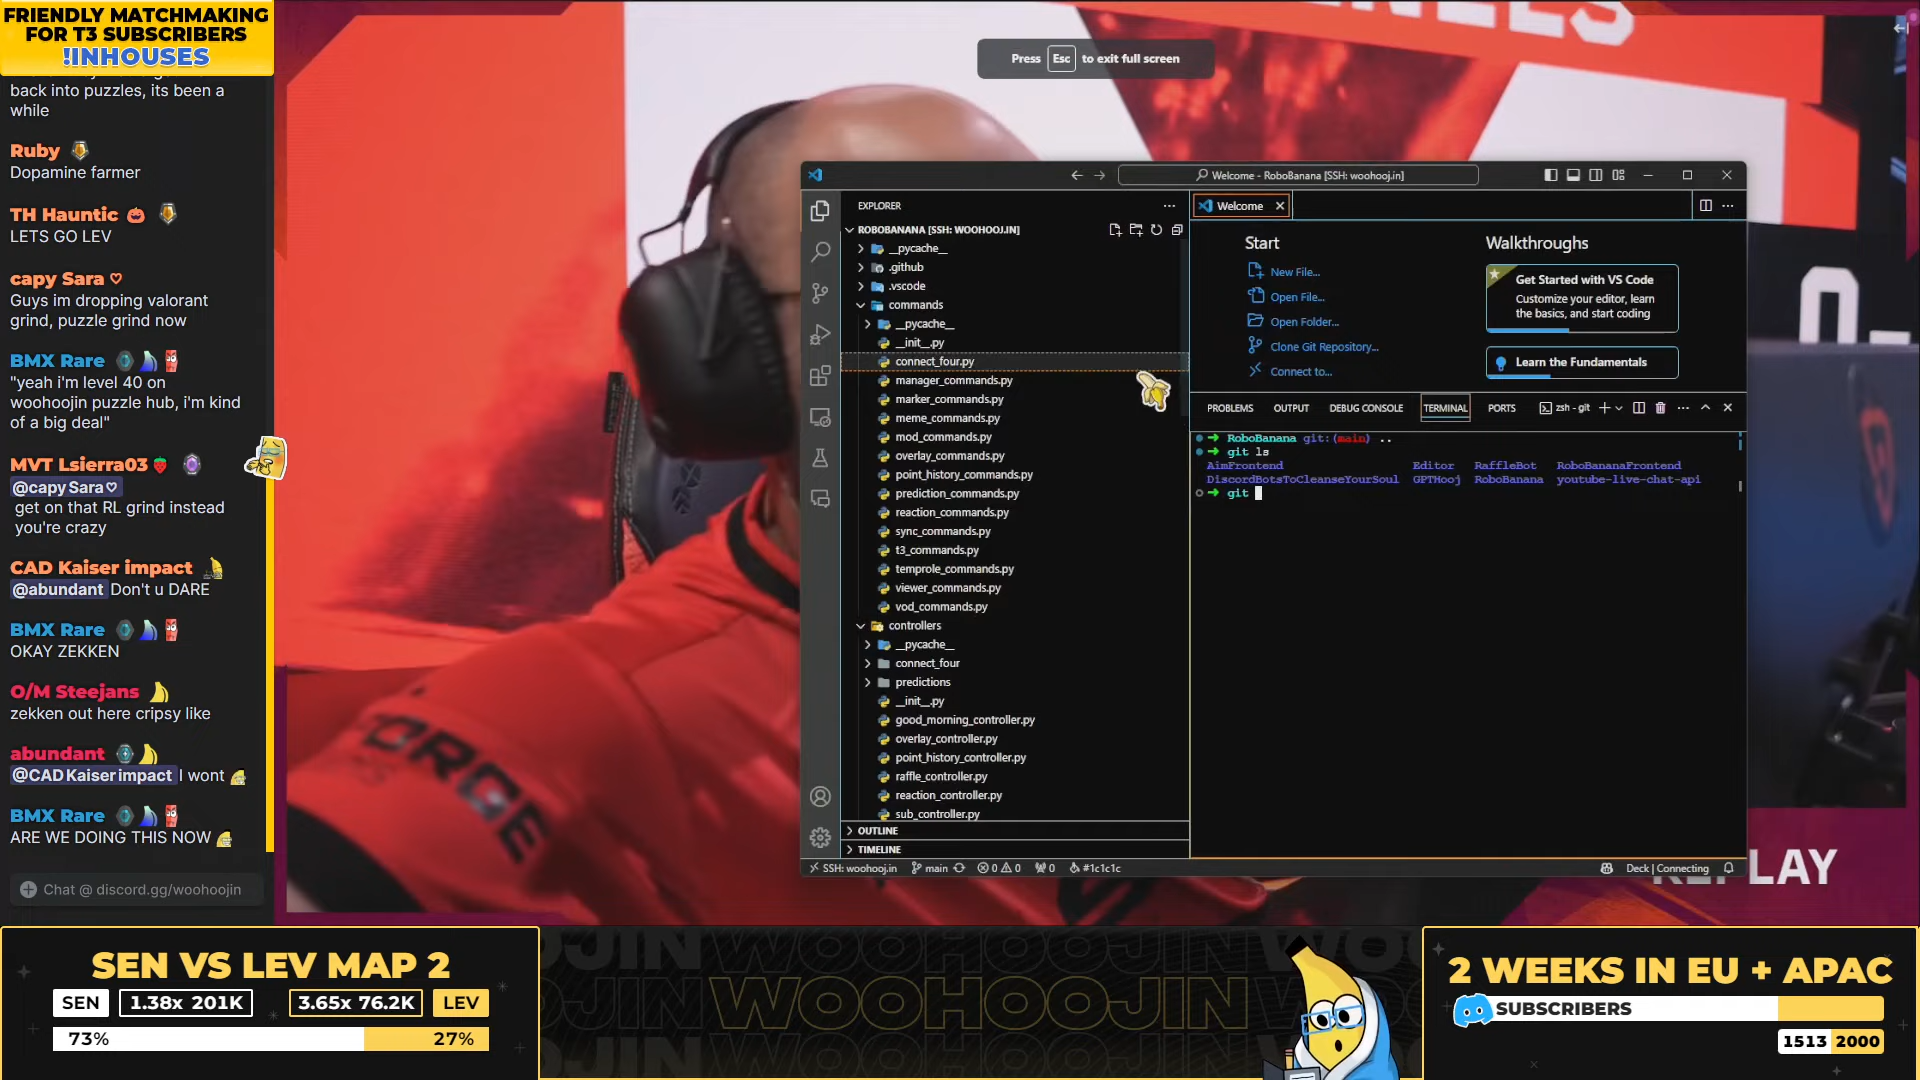 FRIENDLY MATCHMAKING
FOR T3 SUBSCRIBERS
!INHOUSES
back into puzzles, its been a
while
Ruby
Dopamine farmer
TH Hauntic
LETS GO LEV
capy Sara ♡
Guys im dropping valorant
grind, puzzle grind now
BMX Rare
"yeah i'm level 40 on
woohoojin puzzle hub, i'm kind
of a big deal"
MVT Lsierra03
@capy Sara♡
get on that RL grind instead
you're crazy
CAD Kaiser impact
@abundant Don't u DARE
BMX Rare
OKAY ZEKKEN
O/M Steejans
zekken out here cripsy like
abundant
@CAD Kaiser impact I wont
BMX Rare
ARE WE DOING THIS NOW
Chat @ discord.gg/woohoojin
Press Esc to exit full screen
Welcome - RoboBanana [SSH: woohooj.in]
EXPLORER
ROBOBANANA [SSH: WOOHOOJ.IN]
__pycache__
.github
.vscode
commands
__pycache__
__init__.py
connect_four.py
manager_commands.py
marker_commands.py
meme_commands.py
mod_commands.py
overlay_commands.py
point_history_commands.py
prediction_commands.py
reaction_commands.py
sync_commands.py
t3_commands.py
temprole_commands.py
viewer_commands.py
vod_commands.py
controllers
__pycache__
connect_four
predictions
__init__.py
good_morning_controller.py
overlay_controller.py
point_history_controller.py
raffle_controller.py
reaction_controller.py
sub_controller.py
OUTLINE
TIMELINE
Welcome
Start
New File...
Open File...
Open Folder...
Clone Git Repository...
Connect to...
Walkthroughs
Get Started with VS Code
Customize your editor, learn
the basics, and start coding
Learn the Fundamentals
PROBLEMS OUTPUT DEBUG CONSOLE TERMINAL PORTS zsh - git
RoboBanana git:(main) ..
git ls
AimFrontend Editor RaffleBot RoboBananaFrontend
DiscordBotsToCleanseYourSoul GPTHooj RoboBanana youtube-live-chat-api
git
SSH: woohooj.in main 0 0 0 #1c1c1c
Deck | Connecting
FORGE
SEN VS LEV MAP 2
SEN 1.38x 201K 3.65x 76.2K LEV
73% 27%
WOOHOOJIN
2 WEEKS IN EU + APAC
SUBSCRIBERS
1513 2000